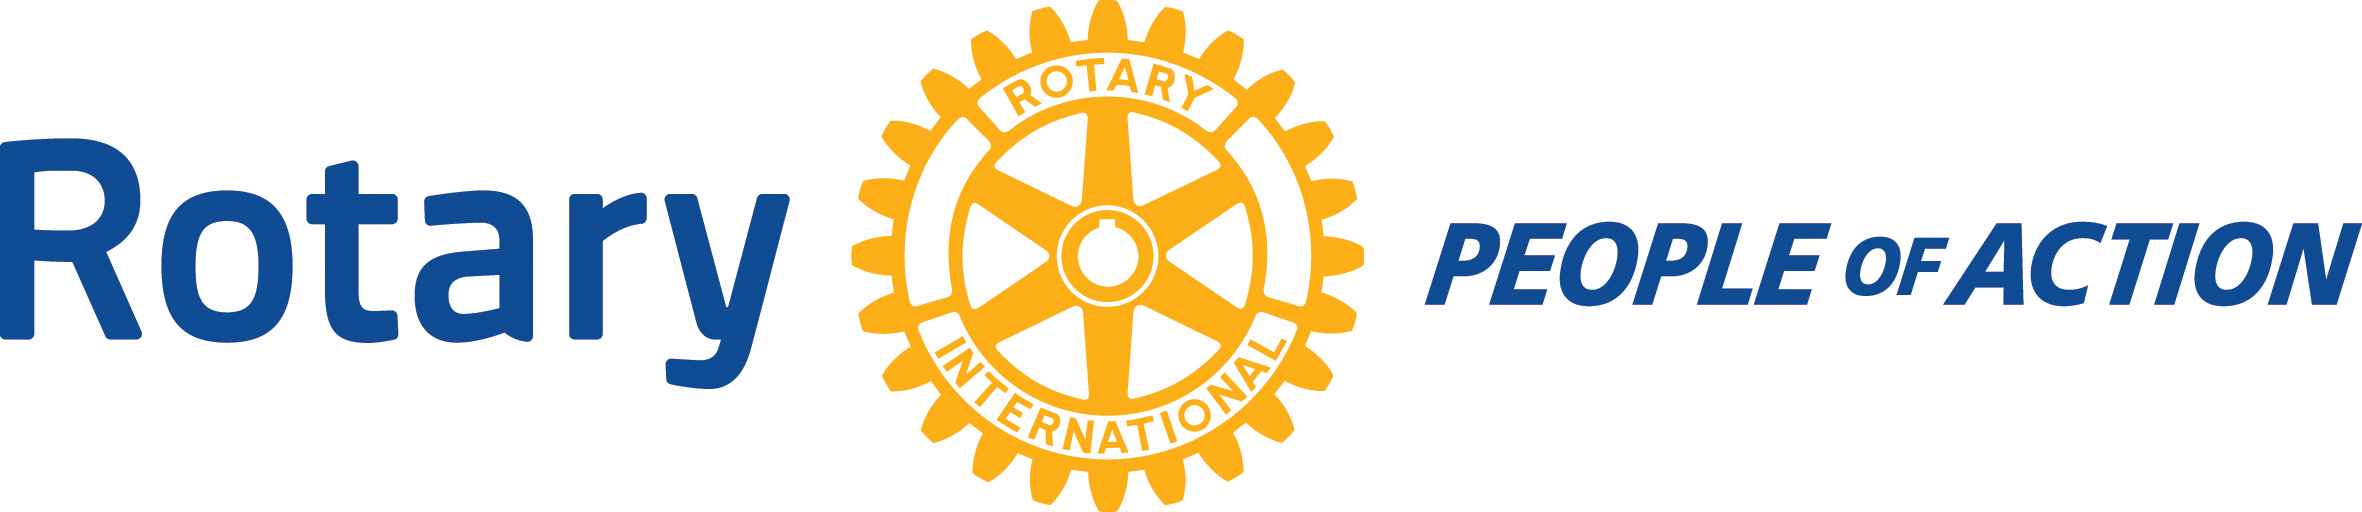 Rotary
ROTARY
INTERNATIONAL
PEOPLE OF ACTION